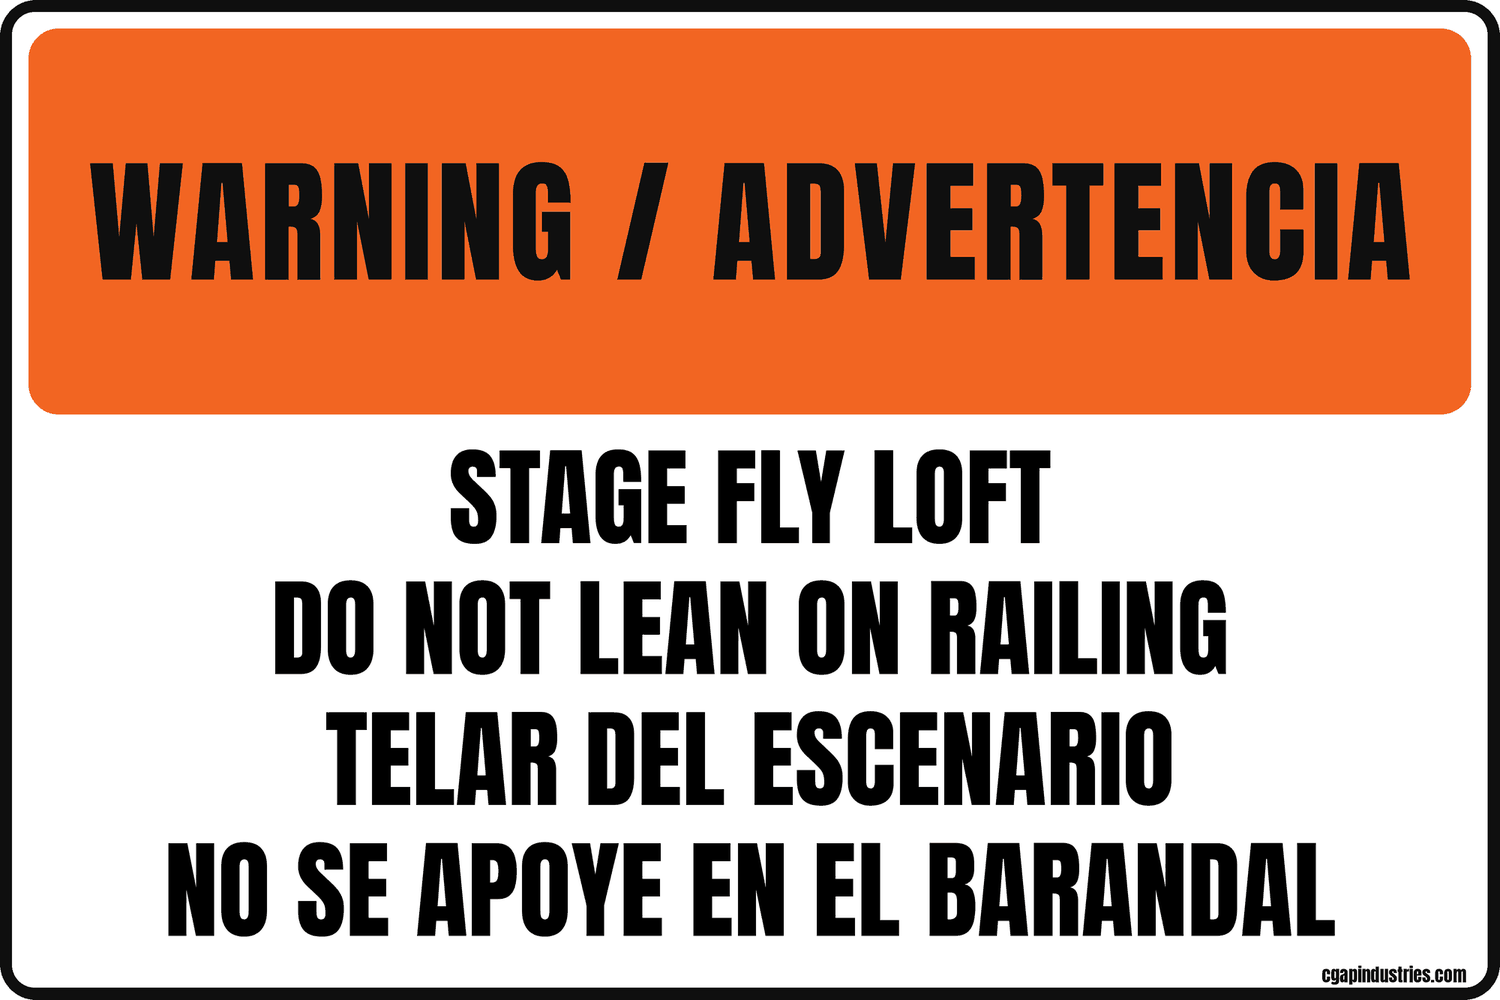 WARNING / ADVERTENCIA
STAGE FLY LOFT
DO NOT LEAN ON RAILING
TELAR DEL ESCENARIO
NO SE APOYE EN EL BARANDAL
cgapindustries.com